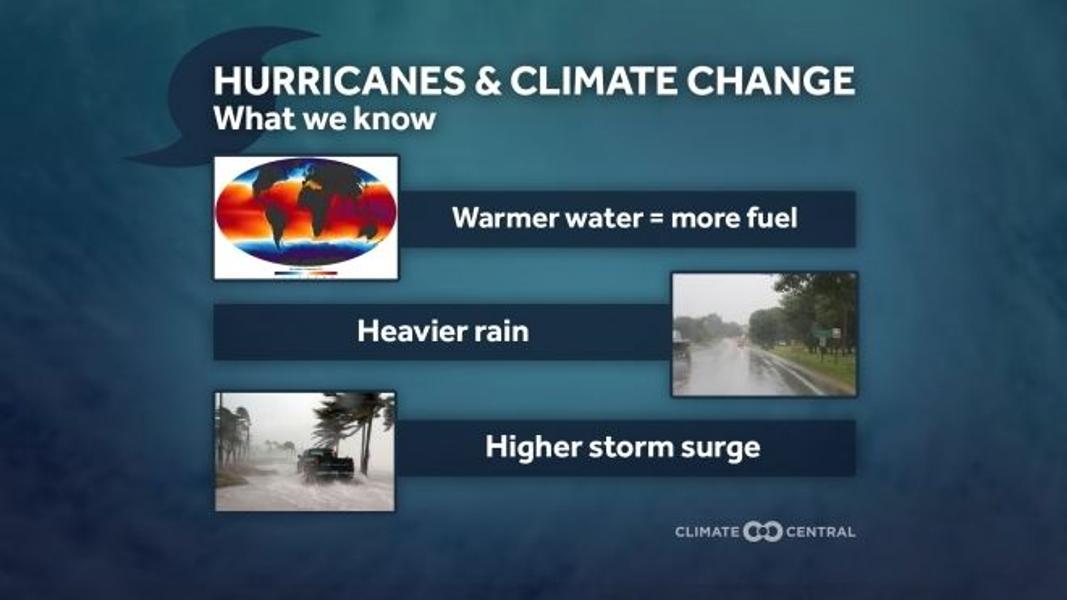 HURRICANES & CLIMATE CHANGE
What we know
Warmer water = more fuel
Heavier rain
Higher storm surge
CLIMATE CENTRAL